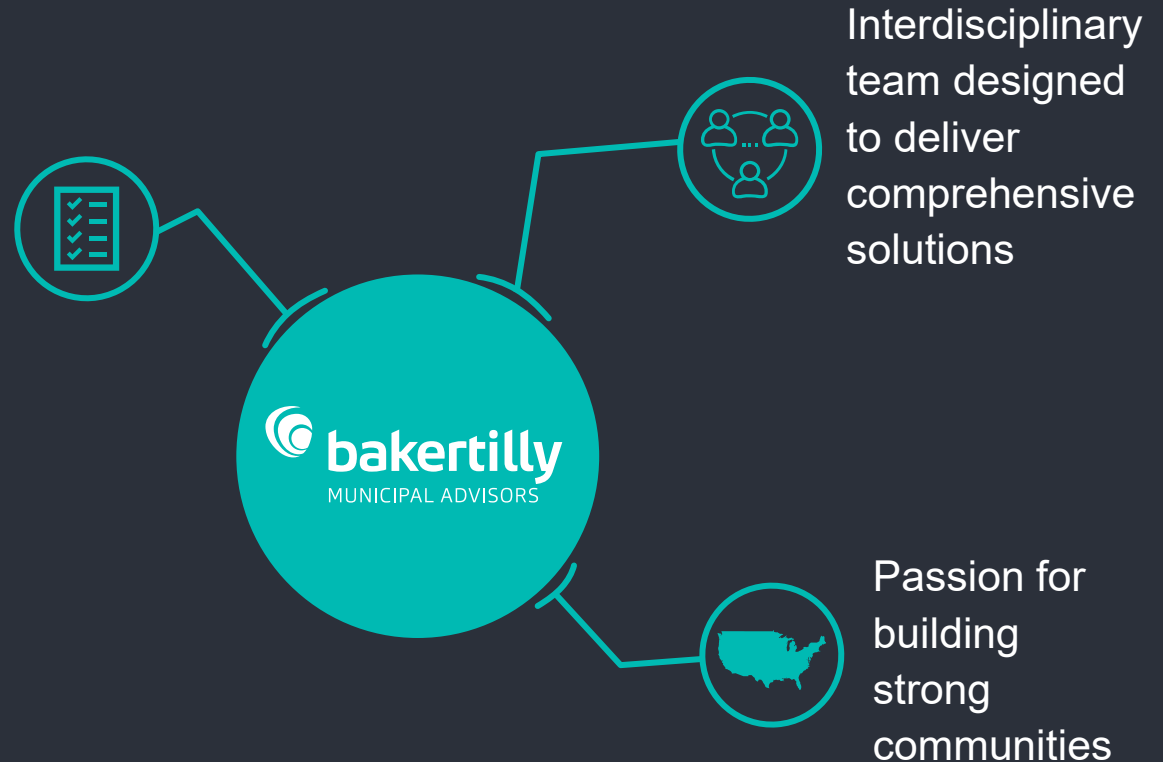 Interdisciplinary
team designed
to deliver
comprehensive
solutions
bakertilly
MUNICIPAL ADVISORS
Passion for
building
strong
communities